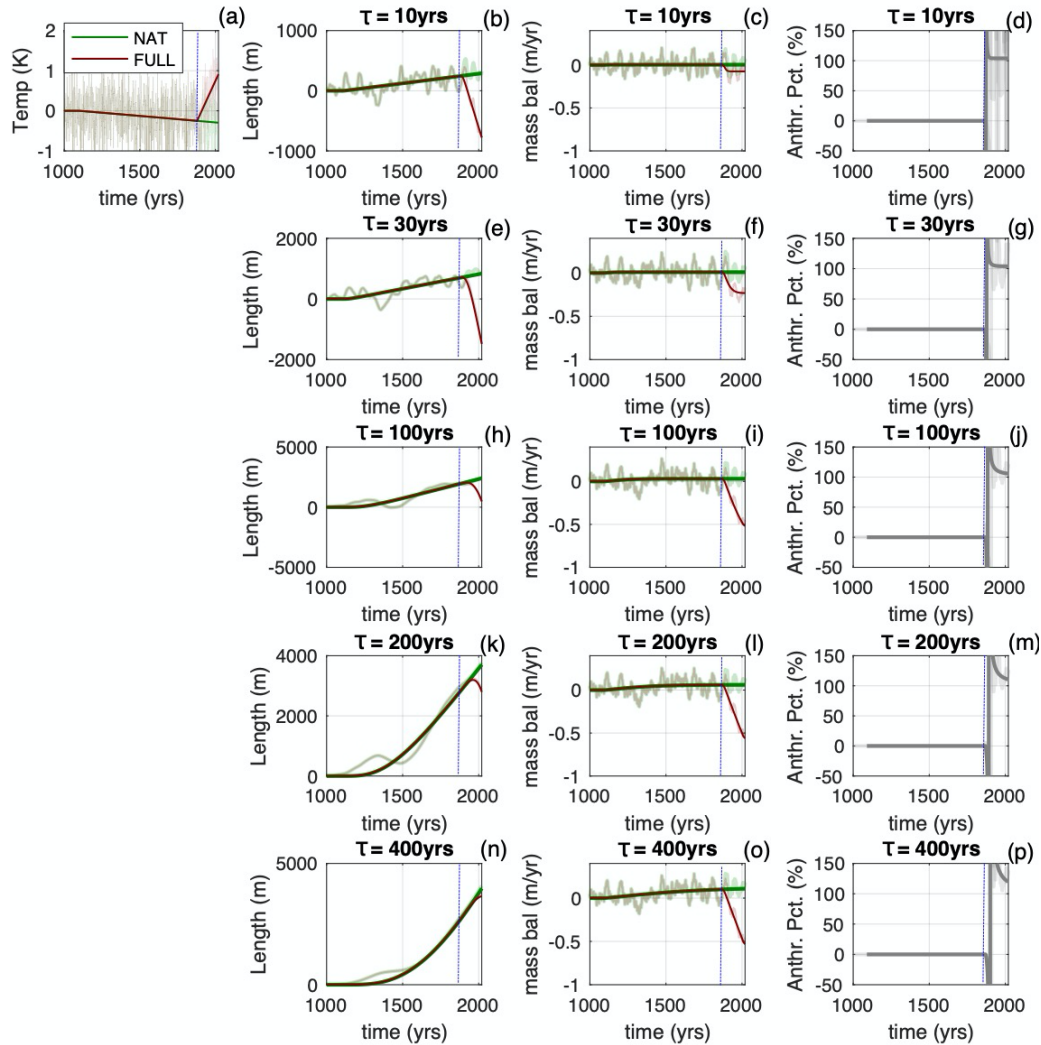 (a)
NAT
FULL
Temp (K)
2
1
0
-1
1000 1500 2000
time (yrs)
τ = 10yrs
(b)
Length (m)
1000
0
-1000
1000 1500 2000
time (yrs)
τ = 10yrs
(c)
mass bal (m/yr)
0
-0.5
-1
1000 1500 2000
time (yrs)
τ = 10yrs
(d)
Anthr. Pct. (%)
150
100
50
0
-50
1000 1500 2000
time (yrs)
τ = 30yrs
(e)
Length (m)
2000
0
-2000
1000 1500 2000
time (yrs)
τ = 30yrs
(f)
mass bal (m/yr)
0
-0.5
-1
1000 1500 2000
time (yrs)
τ = 30yrs
(g)
Anthr. Pct. (%)
150
100
50
0
-50
1000 1500 2000
time (yrs)
τ = 100yrs
(h)
Length (m)
5000
0
-5000
1000 1500 2000
time (yrs)
τ = 100yrs
(i)
mass bal (m/yr)
0
-0.5
-1
1000 1500 2000
time (yrs)
τ = 100yrs
(j)
Anthr. Pct. (%)
150
100
50
0
-50
1000 1500 2000
time (yrs)
τ = 200yrs
(k)
Length (m)
4000
2000
0
1000 1500 2000
time (yrs)
τ = 200yrs
(l)
mass bal (m/yr)
0
-0.5
-1
1000 1500 2000
time (yrs)
τ = 200yrs
(m)
Anthr. Pct. (%)
150
100
50
0
-50
1000 1500 2000
time (yrs)
τ = 400yrs
(n)
Length (m)
5000
0
1000 1500 2000
time (yrs)
τ = 400yrs
(o)
mass bal (m/yr)
0
-0.5
-1
1000 1500 2000
time (yrs)
τ = 400yrs
(p)
Anthr. Pct. (%)
150
100
50
0
-50
1000 1500 2000
time (yrs)